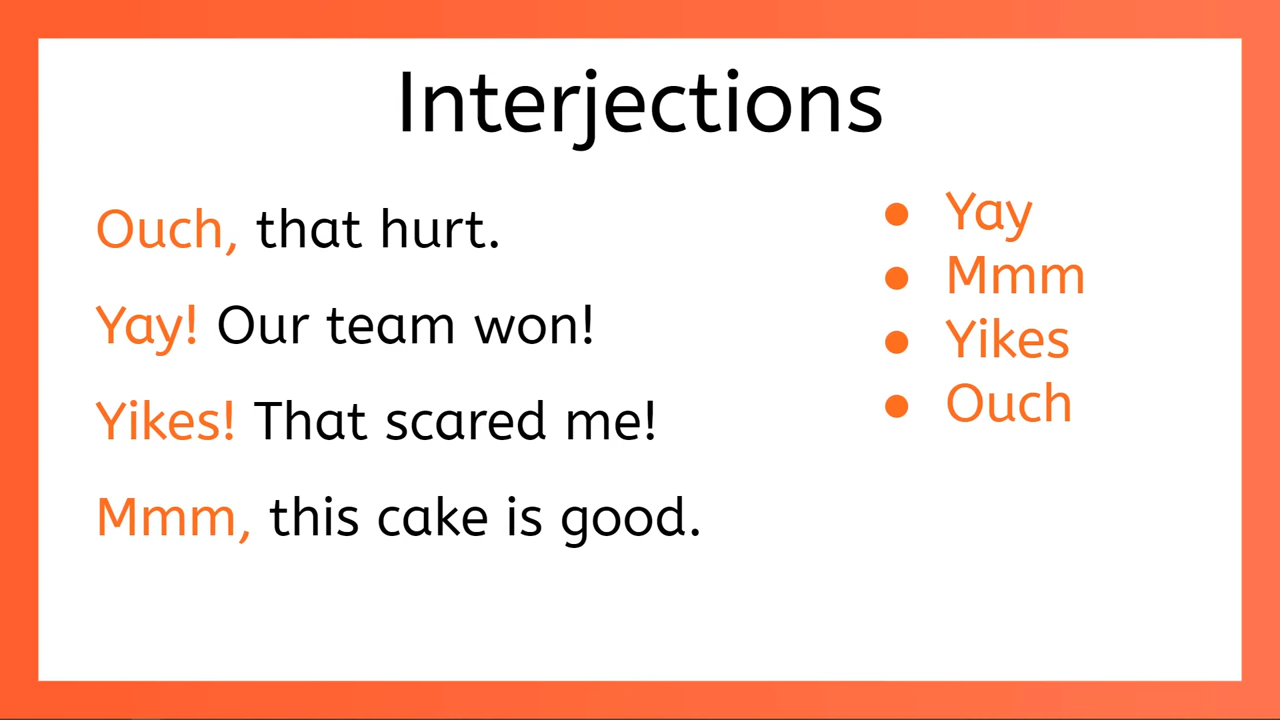 Interjections
Ouch, that hurt.
Yay! Our team won!
Yikes! That scared me!
Mmm, this cake is good.
● Yay
● Mmm
● Yikes
● Ouch